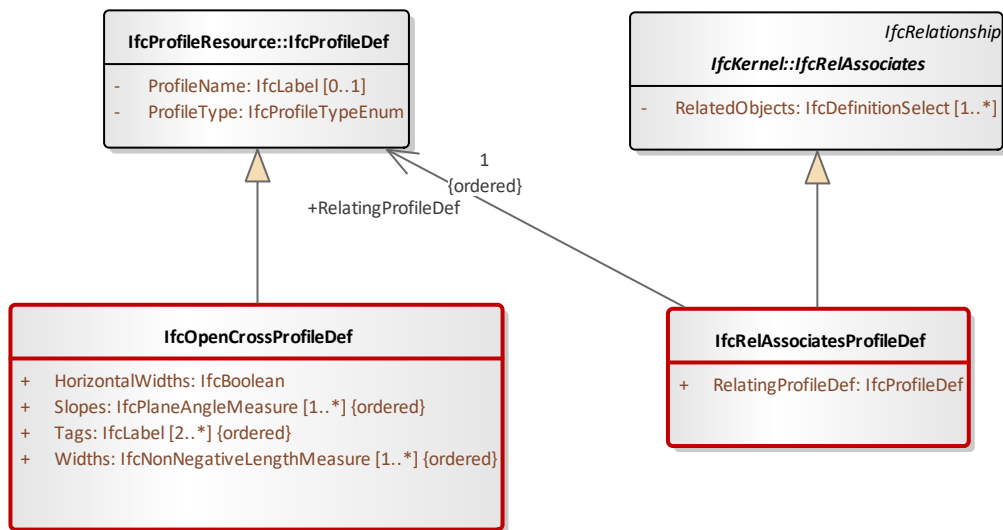 IfcProfileResource::IfcProfileDef
- ProfileName: IfcLabel [0..1]
- ProfileType: IfcProfileTypeEnum
IfcRelationship
IfcKernel::IfcRelAssociates
- RelatedObjects: IfcDefinitionSelect [1..*]
1
{ordered}
+RelatingProfileDef
IfcOpenCrossProfileDef
+ HorizontalWidths: IfcBoolean
+ Slopes: IfcPlaneAngleMeasure [1..*] {ordered}
+ Tags: IfcLabel [2..*] {ordered}
+ Widths: IfcNonNegativeLengthMeasure [1..*] {ordered}
IfcRelAssociatesProfileDef
+ RelatingProfileDef: IfcProfileDef